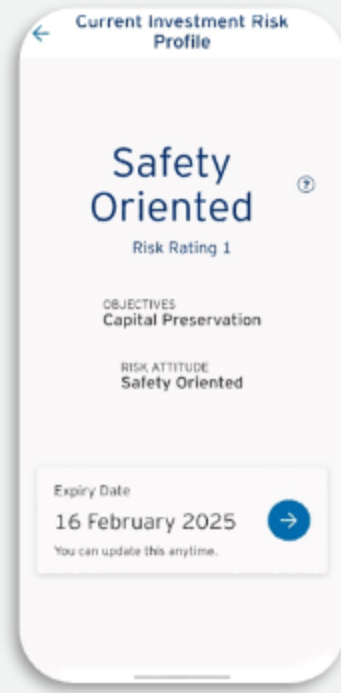 Current Investment Risk
Profile
Safety
Oriented
?
Risk Rating 1
OBJECTIVES
Capital Preservation
RISK ATTITUDE
Safety Oriented
Expiry Date
16 February 2025
You can update this anytime.